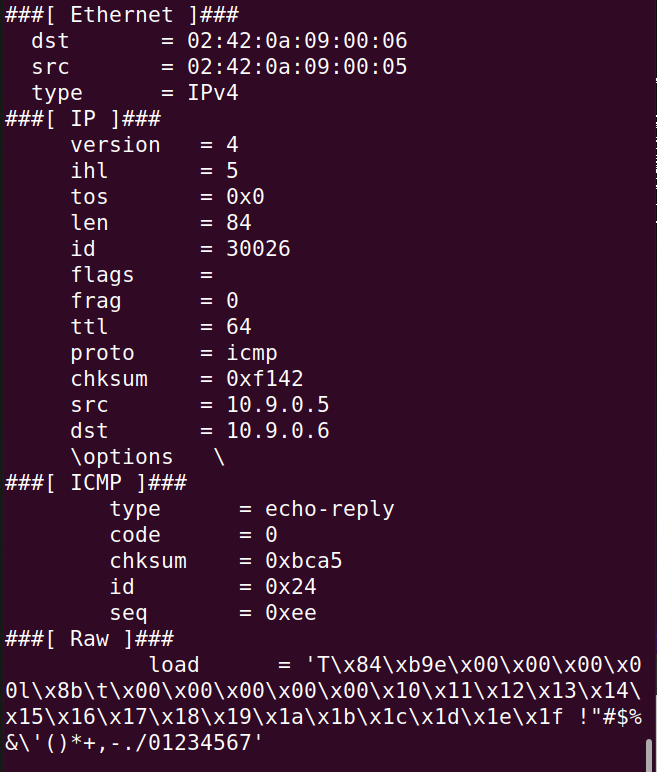 ###[ Ethernet ]###
  dst       = 02:42:0a:09:00:06
  src       = 02:42:0a:09:00:05
  type      = IPv4
###[ IP ]###
     version   = 4
     ihl       = 5
     tos       = 0x0
     len       = 84
     id        = 30026
     flags     =
     frag      = 0
     ttl       = 64
     proto     = icmp
     chksum    = 0xf142
     src       = 10.9.0.5
     dst       = 10.9.0.6
     \options   \
###[ ICMP ]###
        type      = echo-reply
        code      = 0
        chksum    = 0xbca5
        id        = 0x24
        seq       = 0xee
###[ Raw ]###
           load      = 'T\x84\xb9e\x00\x00\x00\x0
0l\x8b\t\x00\x00\x00\x00\x00\x10\x11\x12\x13\x14\
x15\x16\x17\x18\x19\x1a\x1b\x1c\x1d\x1e\x1f !"#$%
&\'()*+,-./01234567'